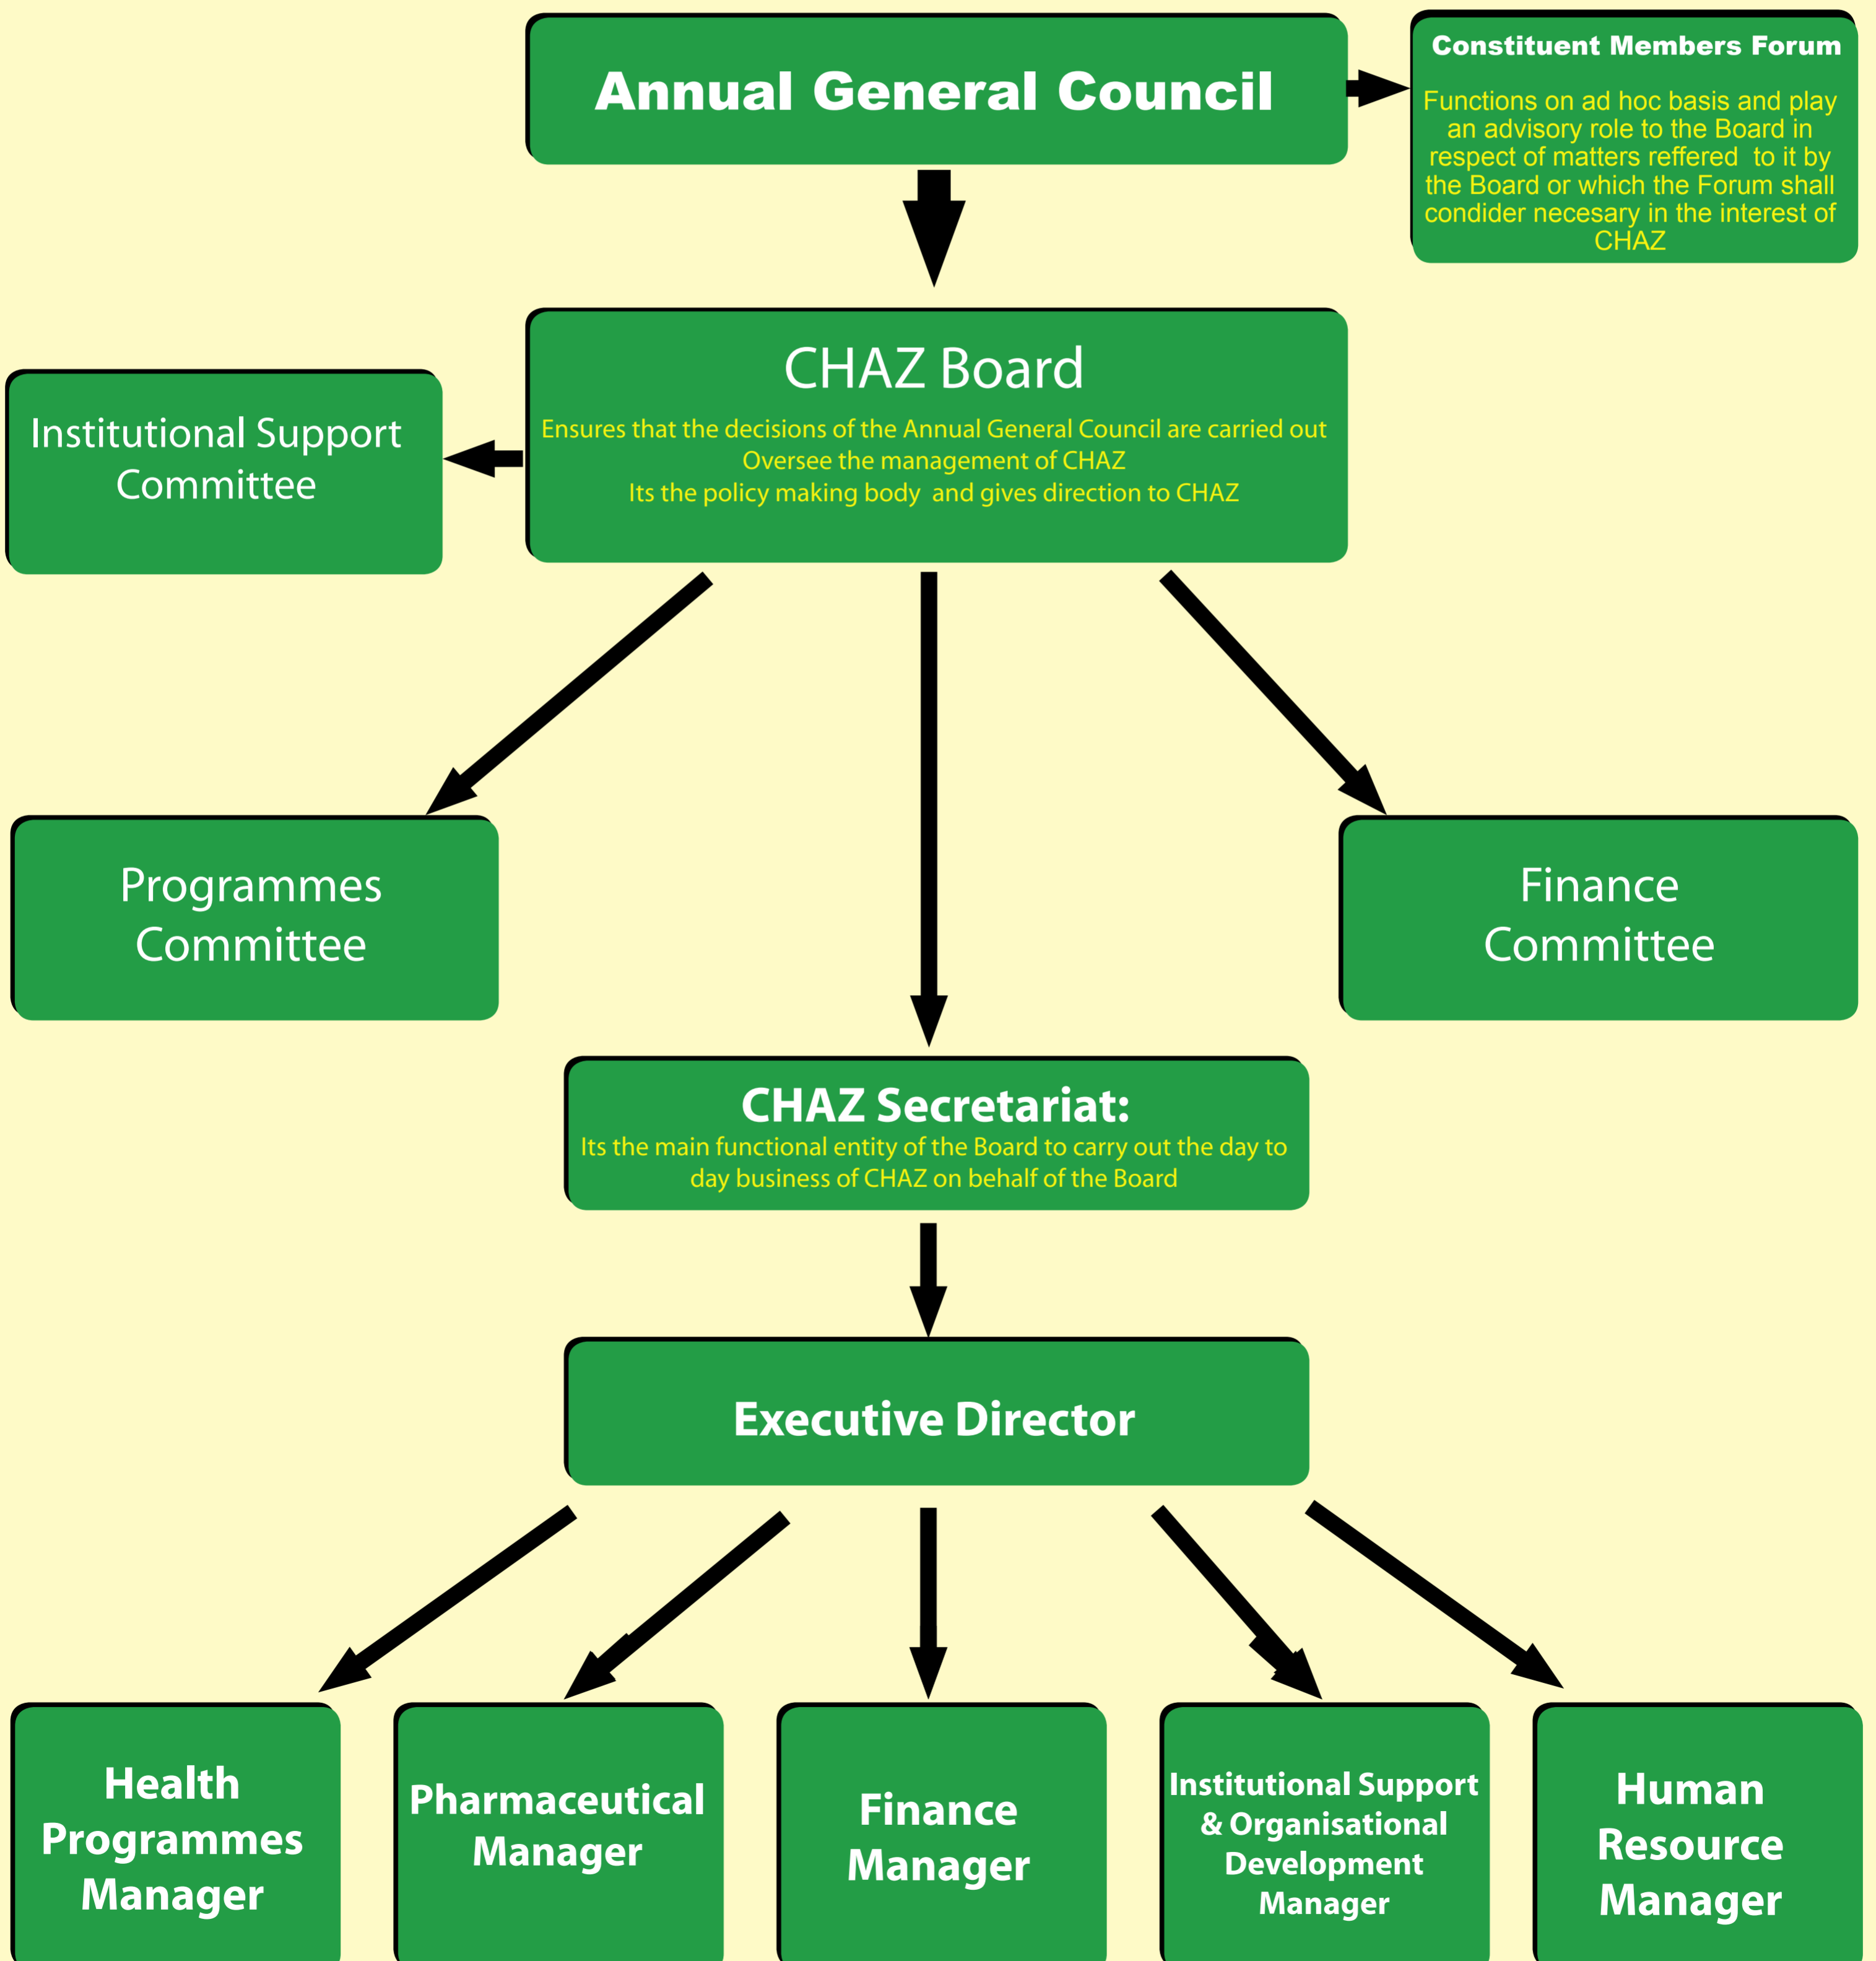 Annual General Council
Constituent Members Forum
Functions on ad hoc basis and play
an advisory role to the Board in
respect of matters reffered  to it by
the Board or which the Forum shall
condider necesary in the interest of
CHAZ
CHAZ Board
Ensures that the decisions of the Annual General Council are carried out
Oversee the management of CHAZ
Its the policy making body  and gives direction to CHAZ
Institutional Support
Committee
Programmes
Committee
Finance
Committee
CHAZ Secretariat:
Its the main functional entity of the Board to carry out the day to
day business of CHAZ on behalf of the Board
Executive Director
Health
Programmes
Manager
Pharmaceutical
Manager
Finance
Manager
Institutional Support
& Organisational
Development
Manager
Human
Resource
Manager